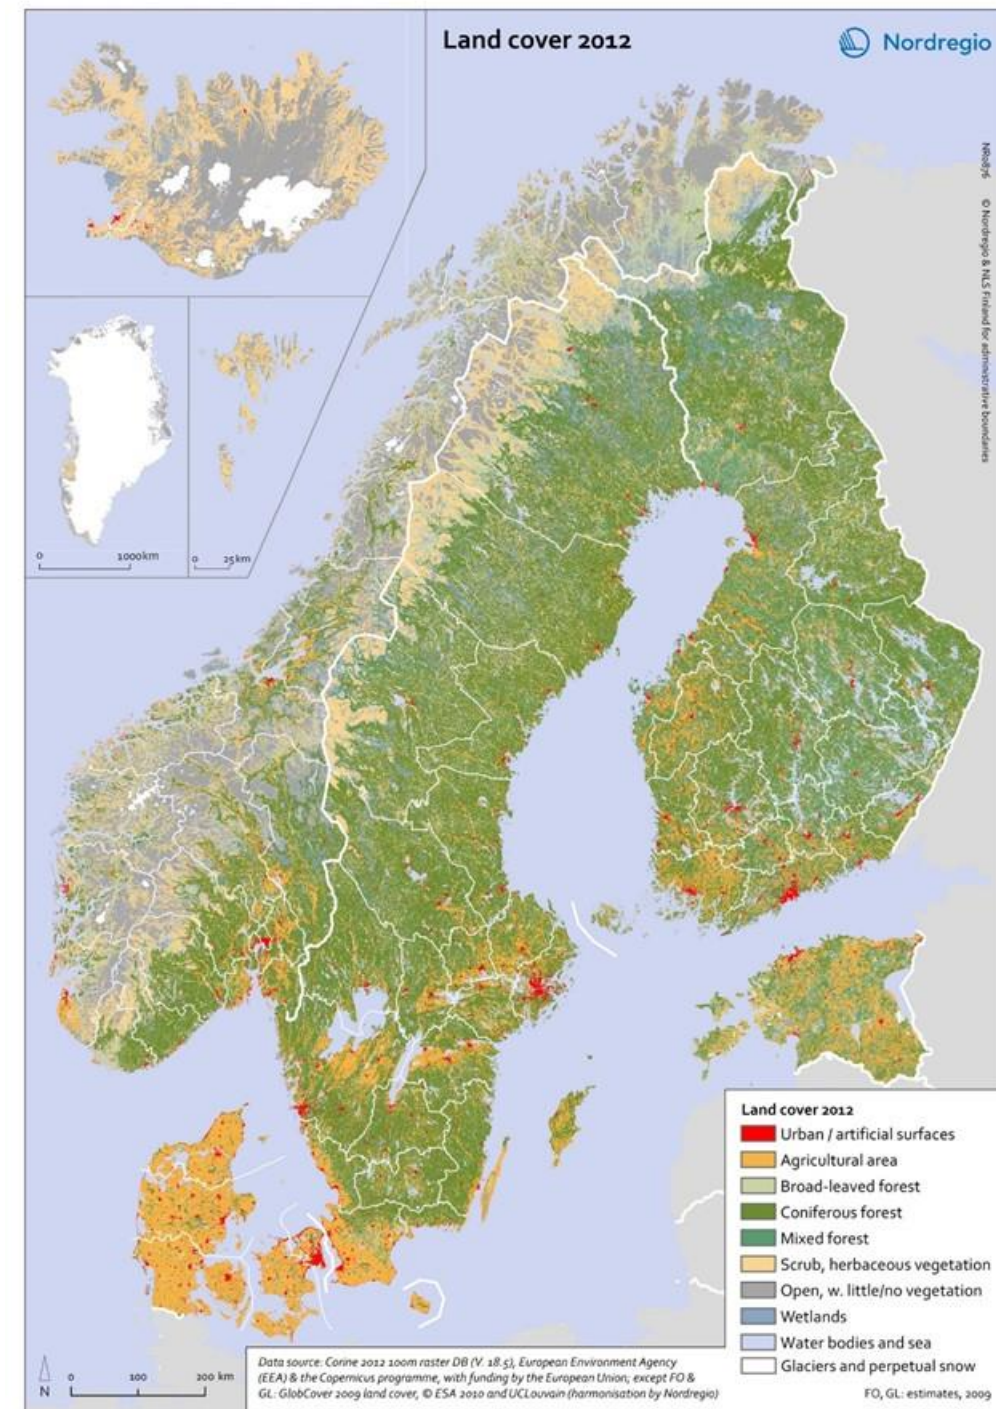 Land cover 2012
Nordregio
NR0876 © Nordregio & NLS Finland for administrative boundaries
0 1000km
0 25km
Land cover 2012
Urban / artificial surfaces
Agricultural area
Broad-leaved forest
Coniferous forest
Mixed forest
Scrub, herbaceous vegetation
Open, w. little/no vegetation
Wetlands
Water bodies and sea
Glaciers and perpetual snow
FO, GL: estimates, 2009
N
0 100 200 km
Data source: Corine 2012 100m raster DB (V. 18.5), European Environment Agency
(EEA) & the Copernicus programme, with funding by the European Union; except FO &
GL: GlobCover 2009 land cover, © ESA 2010 and UCLouvain (harmonisation by Nordregio)